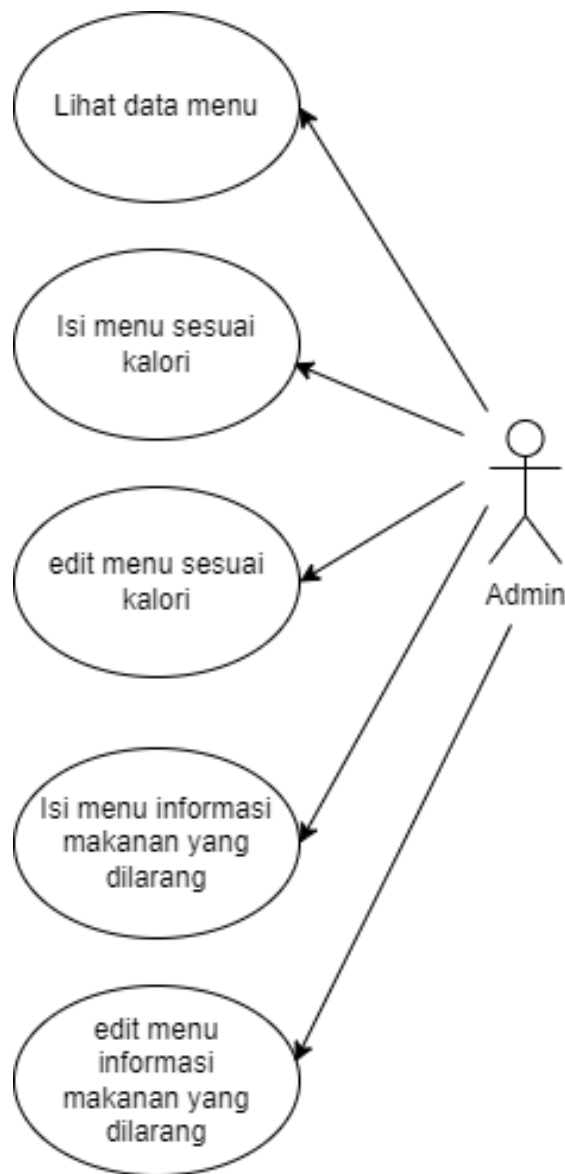 Lihat data menu
Isi menu sesuai
kalori
edit menu sesuai
kalori
Admin
Isi menu informasi
makanan yang
dilarang
edit menu
informasi
makanan yang
dilarang